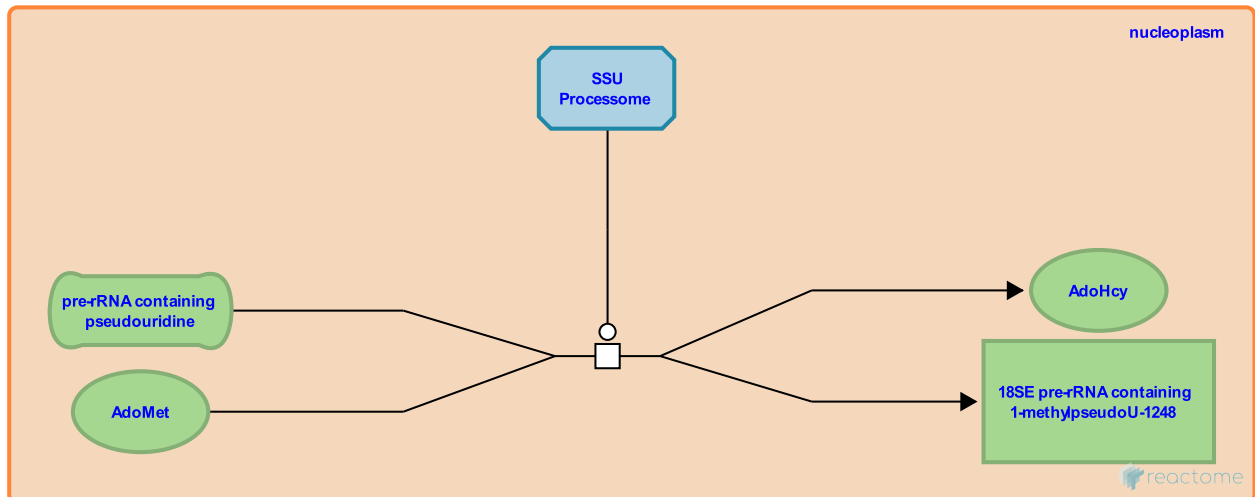 nucleoplasm
SSU
Processome
pre-rRNA containing
pseudouridine
AdoMet
AdoHcy
18SE pre-rRNA containing
1-methylpseudoU-1248
reactome